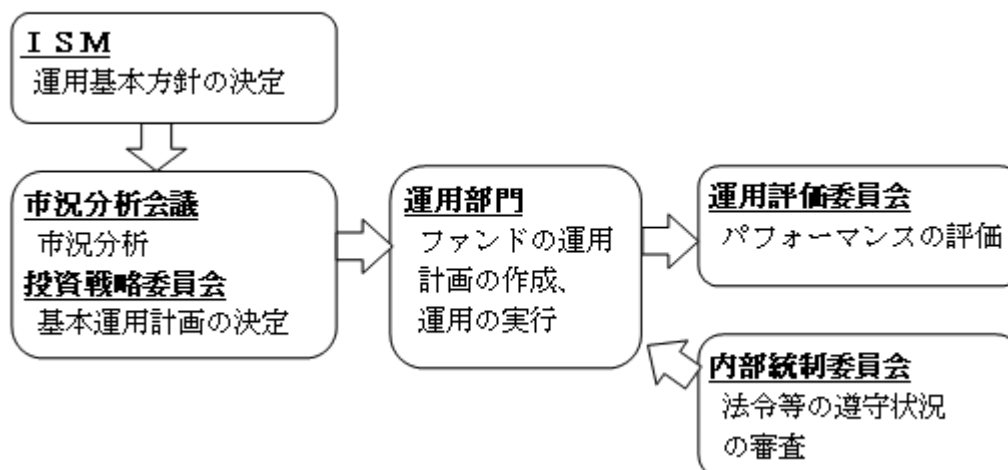 ＩＳＭ
運用基本方針の決定
市況分析会議
市況分析
投資戦略委員会
基本運用計画の決定
運用部門
ファンドの運用
計画の作成、
運用の実行
運用評価委員会
パフォーマンスの評価
内部統制委員会
法令等の遵守状況
の審査